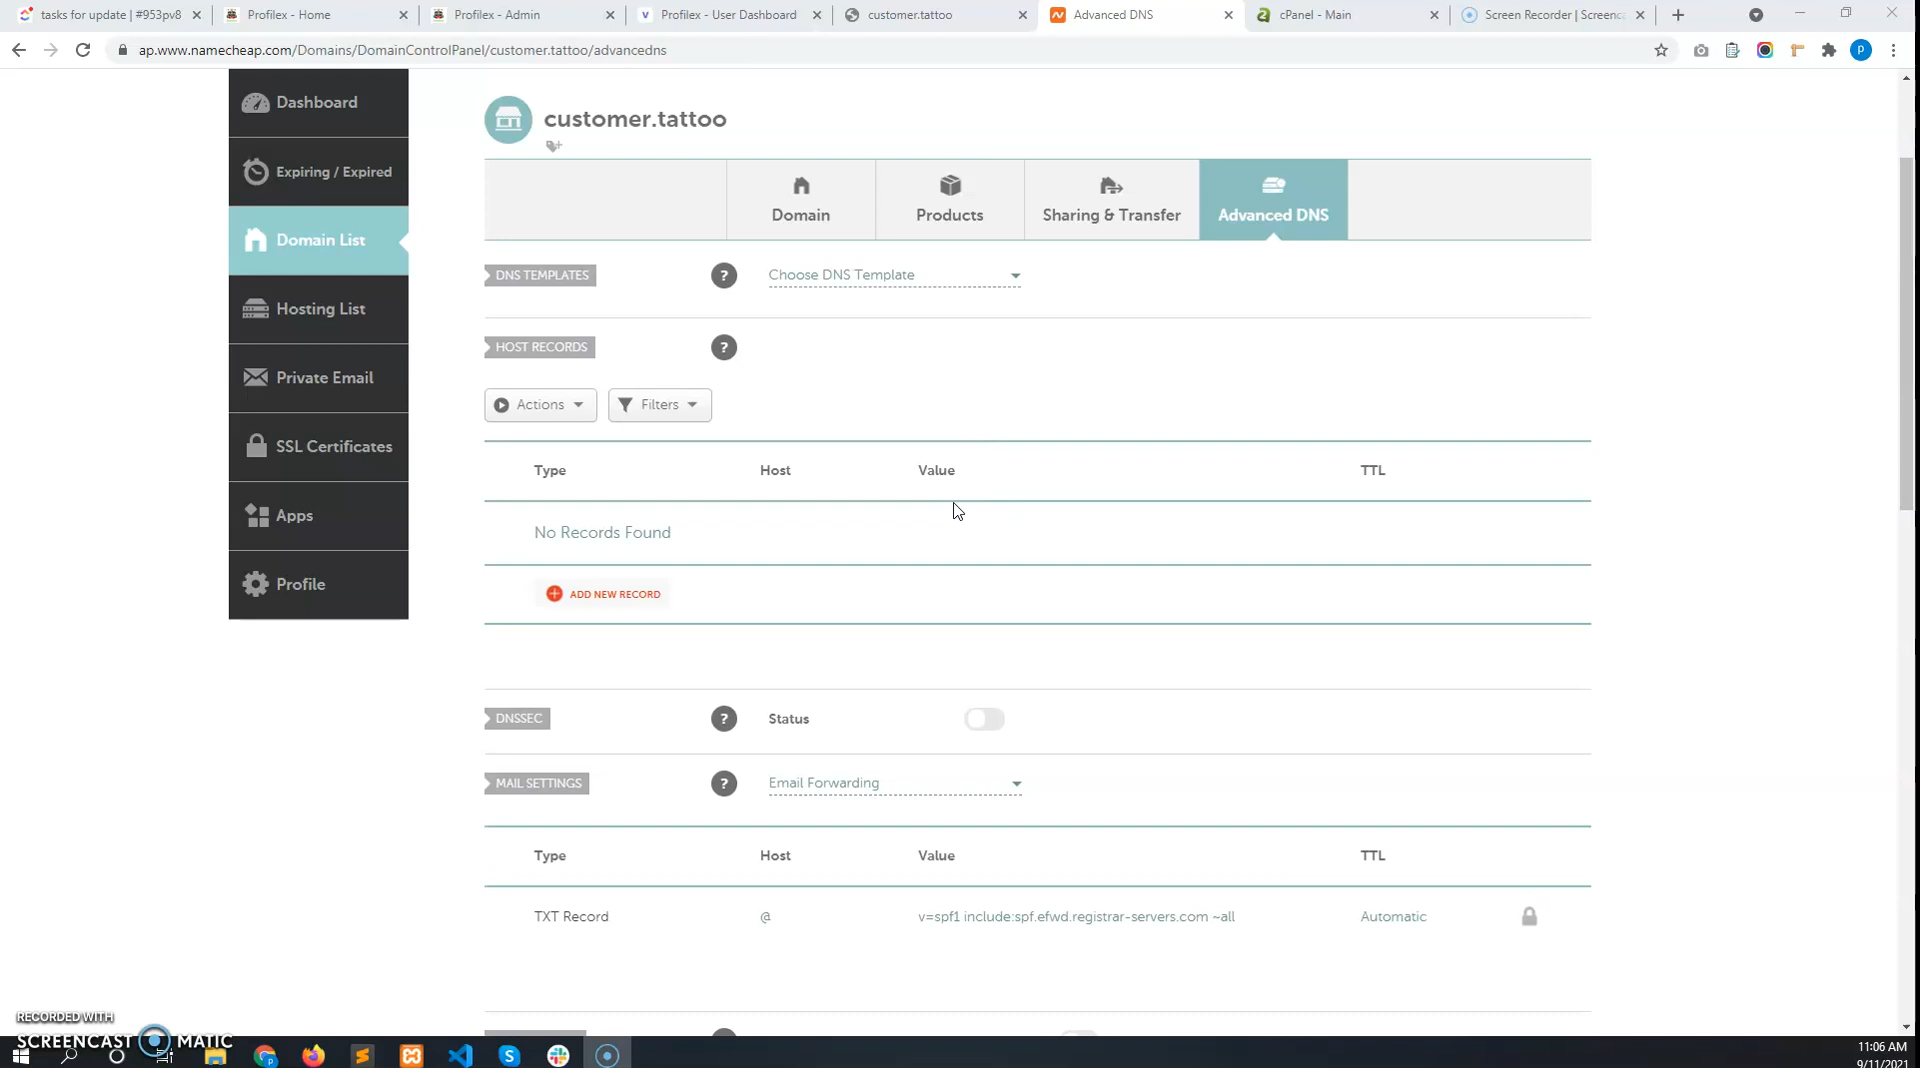 tasks for update | #953pv8
Profilex - Home
Profilex - Admin
Profilex - User Dashboard
customer.tattoo
Advanced DNS
cPanel - Main
Screen Recorder | Screenca
ap.www.namecheap.com/Domains/DomainControlPanel/customer.tattoo/advancedns
P
Dashboard
Expiring / Expired
Domain List
Hosting List
Private Email
SSL Certificates
Apps
Profile
customer.tattoo
Domain
Products
Sharing & Transfer
Advanced DNS
DNS TEMPLATES
?
Choose DNS Template
HOST RECORDS
?
Actions
Filters
Type Host Value TTL
No Records Found
ADD NEW RECORD
DNSSEC
?
Status
MAIL SETTINGS
?
Email Forwarding
Type Host Value TTL
TXT Record @ v=spf1 include:spf.efwd.registrar-servers.com ~all Automatic
RECORDED WITH
SCREENCAST MATIC
11:06 AM
9/11/2021